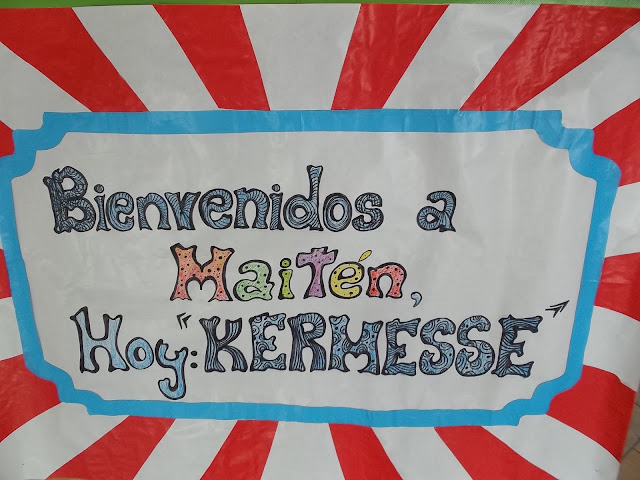 Bienvenidos a
Maitén,
Hoy: "KERMESSE"